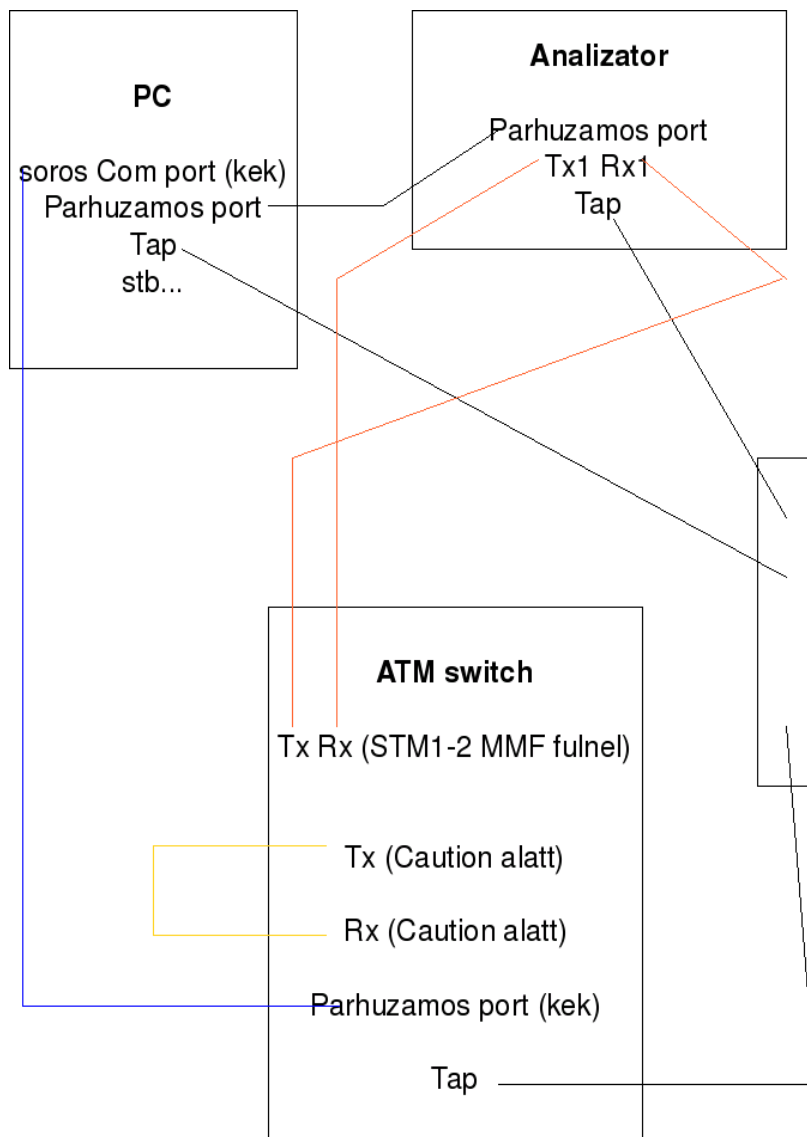 PC
soros Com port (kek)
Parhuzamos port
Tap
stb...
Analizator
Parhuzamos port
Tx1 Rx1
Tap
ATM switch
Tx Rx (STM1-2 MMF fulnel)
Tx (Caution alatt)
Rx (Caution alatt)
Parhuzamos port (kek)
Tap